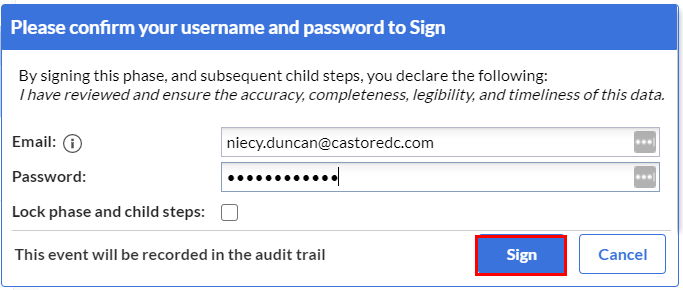 Please confirm your username and password to Sign
By signing this phase, and subsequent child steps, you declare the following:
I have reviewed and ensure the accuracy, completeness, legibility, and timeliness of this data.
Email: niecy.duncan@castoredc.com
Password: ••••••••••••
Lock phase and child steps:
This event will be recorded in the audit trail Sign Cancel